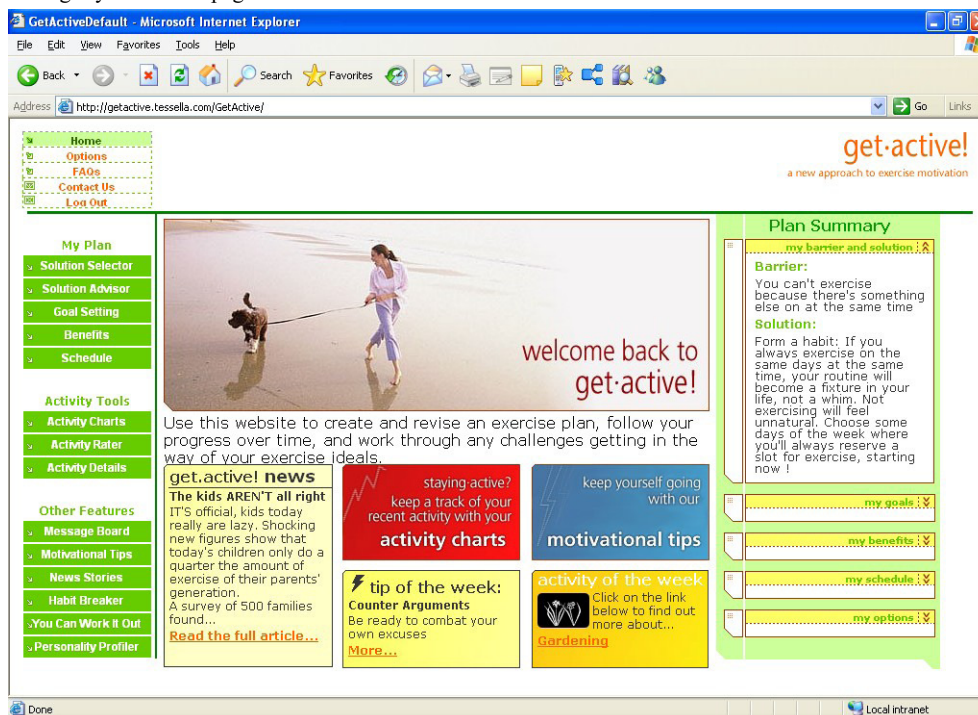 GetActiveDefault - Microsoft Internet Explorer
File Edit View Favorites Tools Help
Back Search Favorites
Address http://getactive.tessella.com/GetActive/ Go Links
Home
Options
FAQs
Contact Us
Log Out
get·active!
a new approach to exercise motivation
My Plan
Solution Selector
Solution Advisor
Goal Setting
Benefits
Schedule
Activity Tools
Activity Charts
Activity Rater
Activity Details
Other Features
Message Board
Motivational Tips
News Stories
Habit Breaker
You Can Work It Out
Personality Profiler
welcome back to
get·active!
Use this website to create and revise an exercise plan, follow your
progress over time, and work through any challenges getting in the
way of your exercise ideals.
get.active! news
The kids AREN'T all right
IT'S official, kids today
really are lazy. Shocking
new figures show that
today's children only do a
quarter the amount of
exercise of their parents'
generation.
A survey of 500 families
found...
Read the full article...
staying·active?
keep a track of your
recent activity with your
activity charts
keep yourself going
with our
motivational tips
tip of the week:
Counter Arguments
Be ready to combat your
own excuses
More...
activity of the week
Click on the link
below to find out
more about...
Gardening
Plan Summary
my barrier and solution
Barrier:
You can't exercise
because there's something
else on at the same time
Solution:
Form a habit: If you
always exercise on the
same days at the same
time, your routine will
become a fixture in your
life, not a whim. Not
exercising will feel
unnatural. Choose some
days of the week where
you'll always reserve a
slot for exercise, starting
now !
my goals
my benefits
my schedule
my options
Done
Local intranet